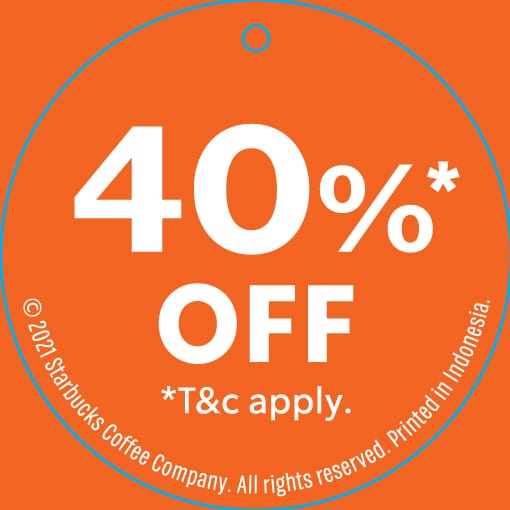 40%*
OFF
*T&c apply.
© 2021 Starbucks Coffee Company. All rights reserved. Printed in Indonesia.